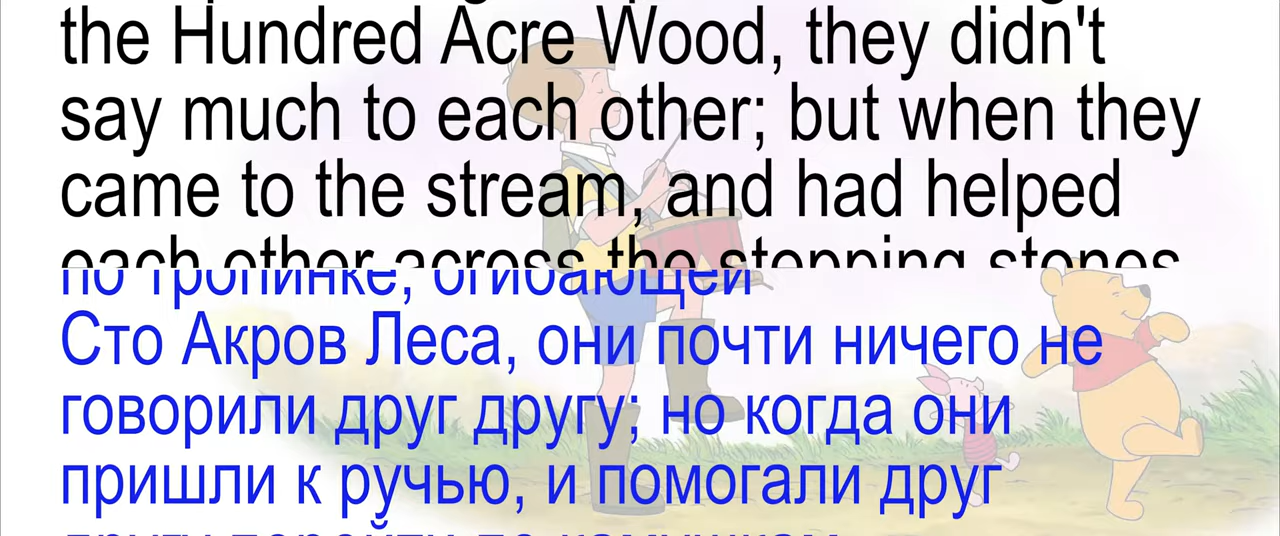 the Hundred Acre Wood, they didn't
say much to each other; but when they
came to the stream, and had helped
each other across the stepping stones
по тропинке, огибающей
Сто Акров Леса, они почти ничего не
говорили друг другу; но когда они
пришли к ручью, и помогали друг
другу перейти по камушкам